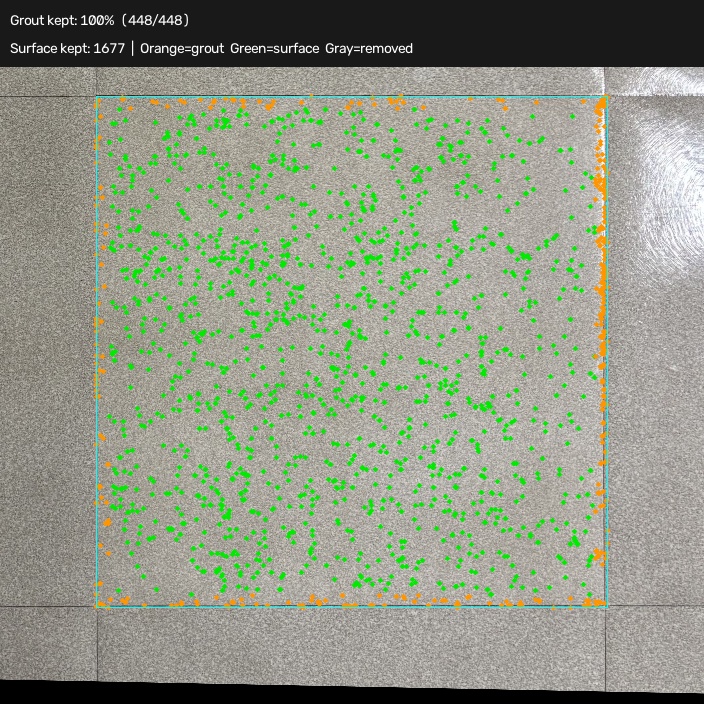 Grout kept: 100%  (448/448)
Surface kept: 1677 | Orange=grout Green=surface Gray=removed